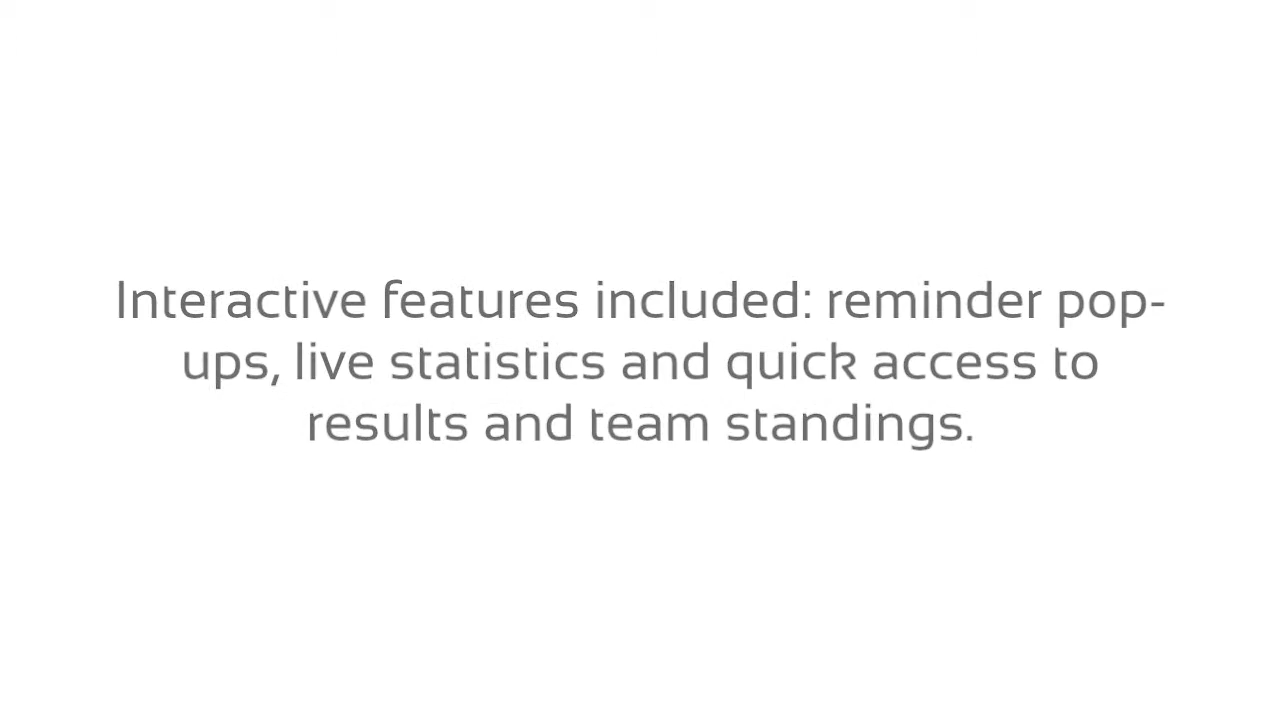 Interactive features included: reminder pop-
ups, live statistics and quick access to
results and team standings.